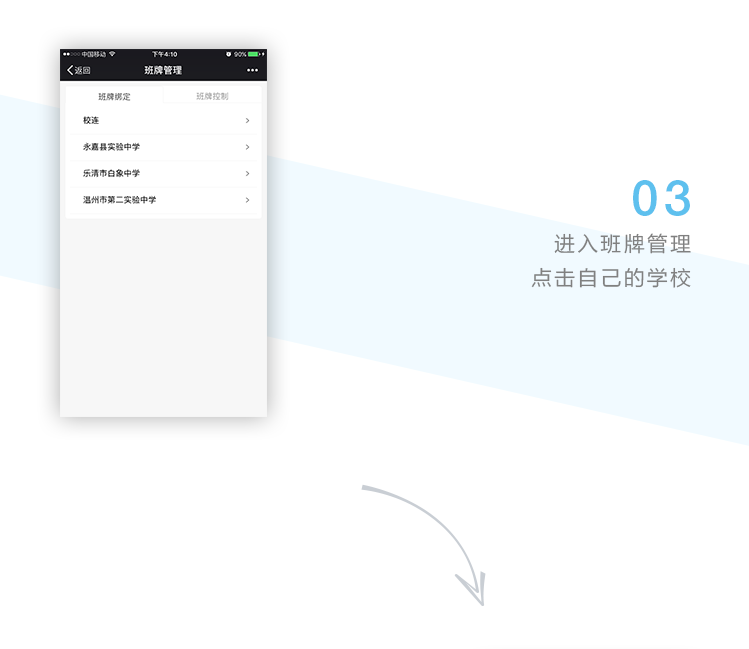 中国移动 下午4:10 90%
返回 班牌管理
班牌绑定 班牌控制
校连
永嘉县实验中学
乐清市白象中学
温州市第二实验中学
03
进入班牌管理
点击自己的学校